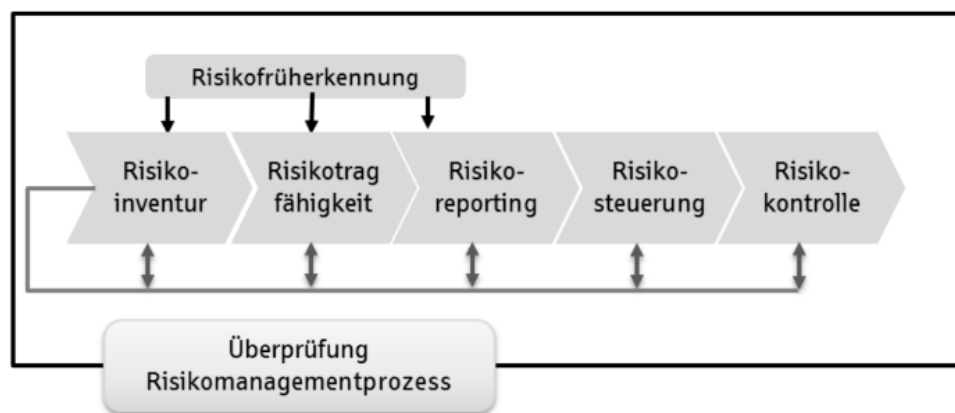 Risikofrüherkennung
Risiko-
inventur
Risikotrag
fähigkeit
Risiko-
reporting
Risiko-
steuerung
Risiko-
kontrolle
Überprüfung
Risikomanagementprozess